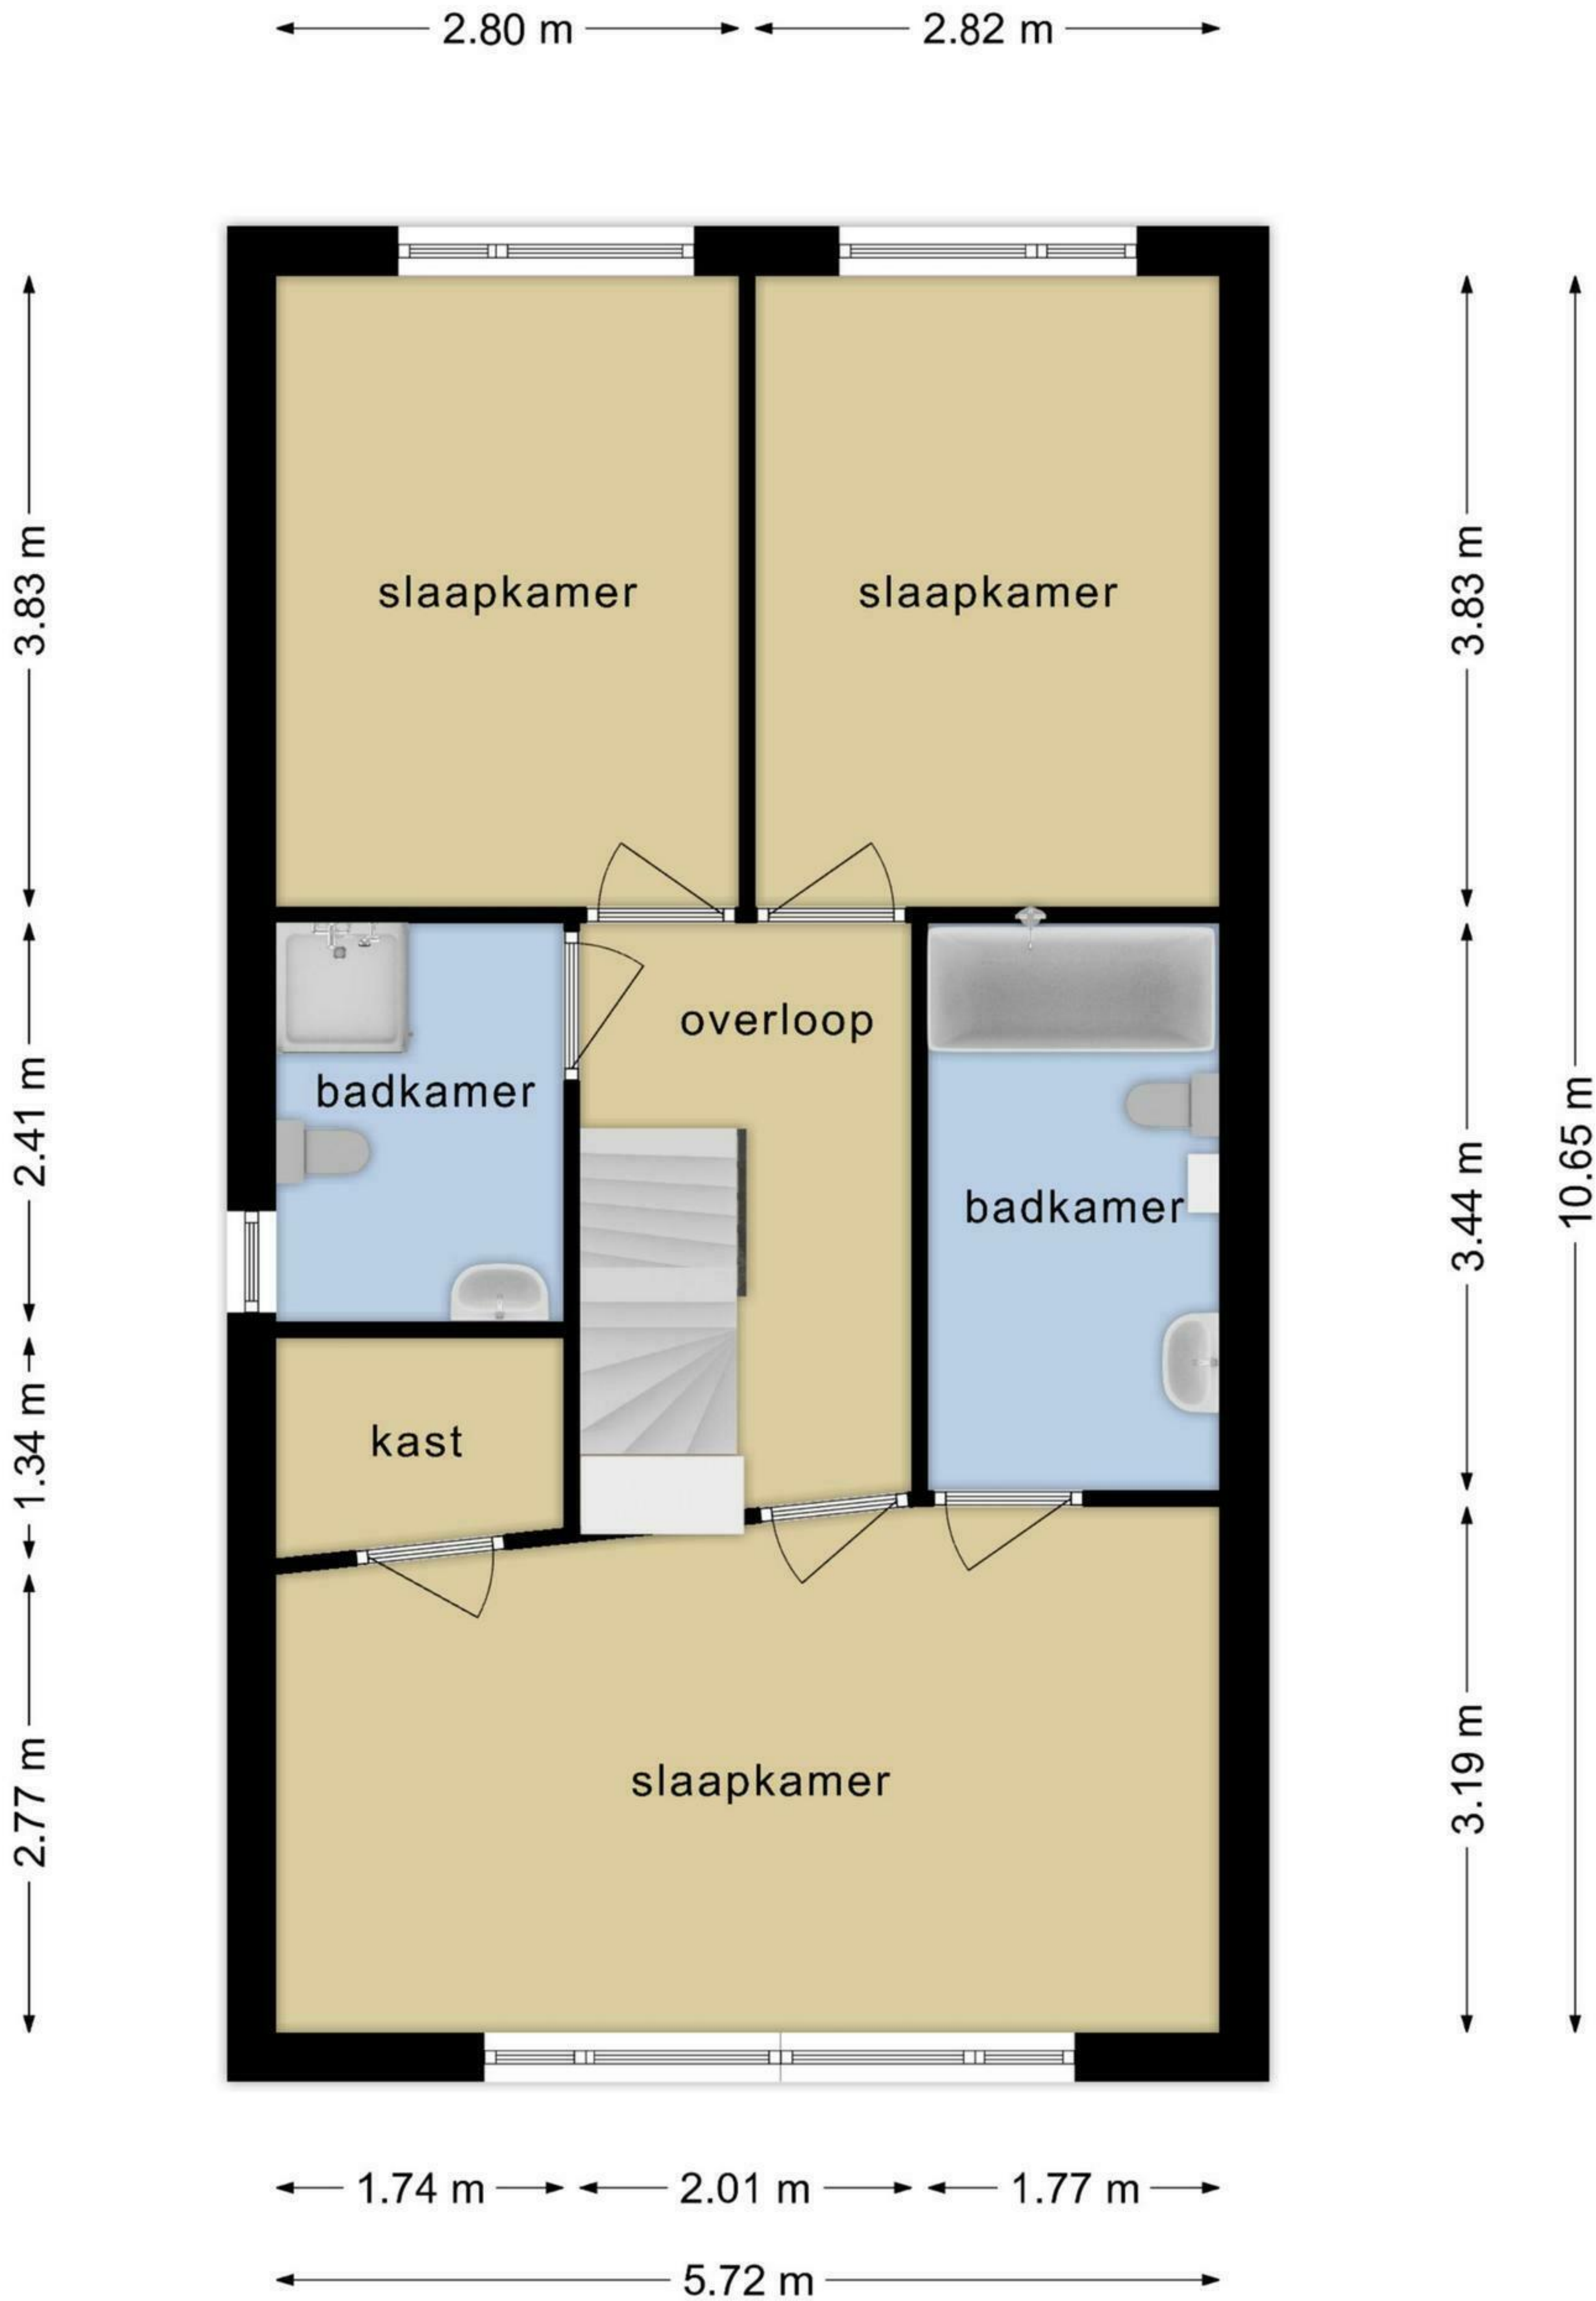 2.80 m
2.82 m
3.83 m
3.83 m
slaapkamer
slaapkamer
overloop
badkamer
2.41 m
badkamer
3.44 m
10.65 m
kast
1.34 m
slaapkamer
2.77 m
3.19 m
1.74 m
2.01 m
1.77 m
5.72 m